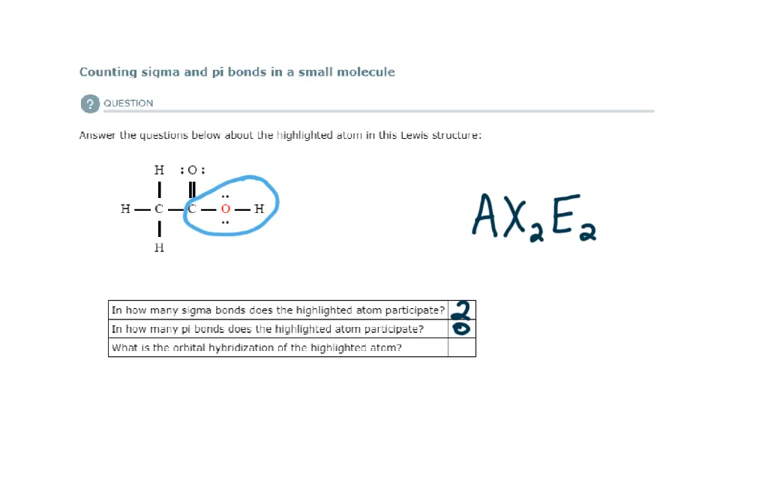 Counting sigma and pi bonds in a small molecule
? QUESTION
Answer the questions below about the highlighted atom in this Lewis structure:
H :O:
H C C O H
H
AX₂E₂
In how many sigma bonds does the highlighted atom participate? 2
In how many pi bonds does the highlighted atom participate? 0
What is the orbital hybridization of the highlighted atom?